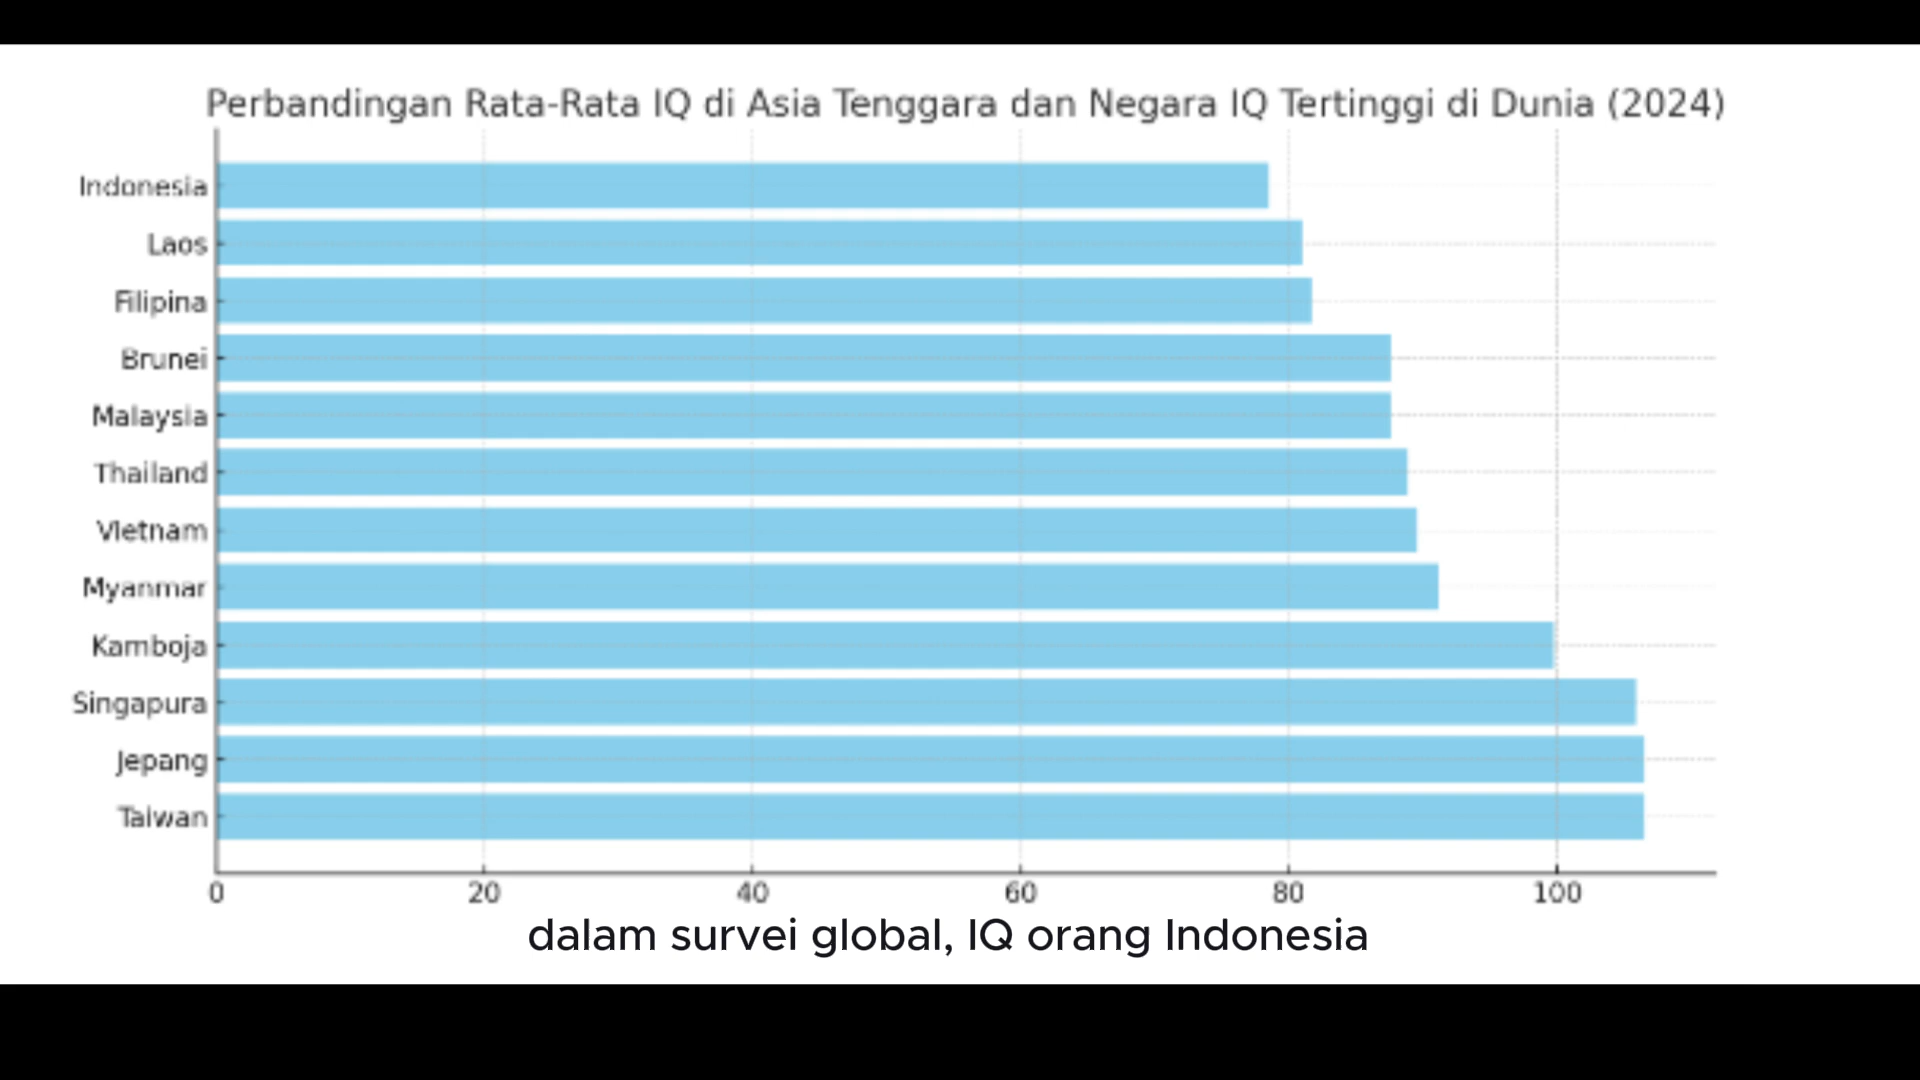 Perbandingan Rata-Rata IQ di Asia Tenggara dan Negara IQ Tertinggi di Dunia (2024)
Indonesia
Laos
Filipina
Brunei
Malaysia
Thailand
Vietnam
Myanmar
Kamboja
Singapura
Jepang
Taiwan
0 20 40 60 80 100
dalam survei global, IQ orang Indonesia